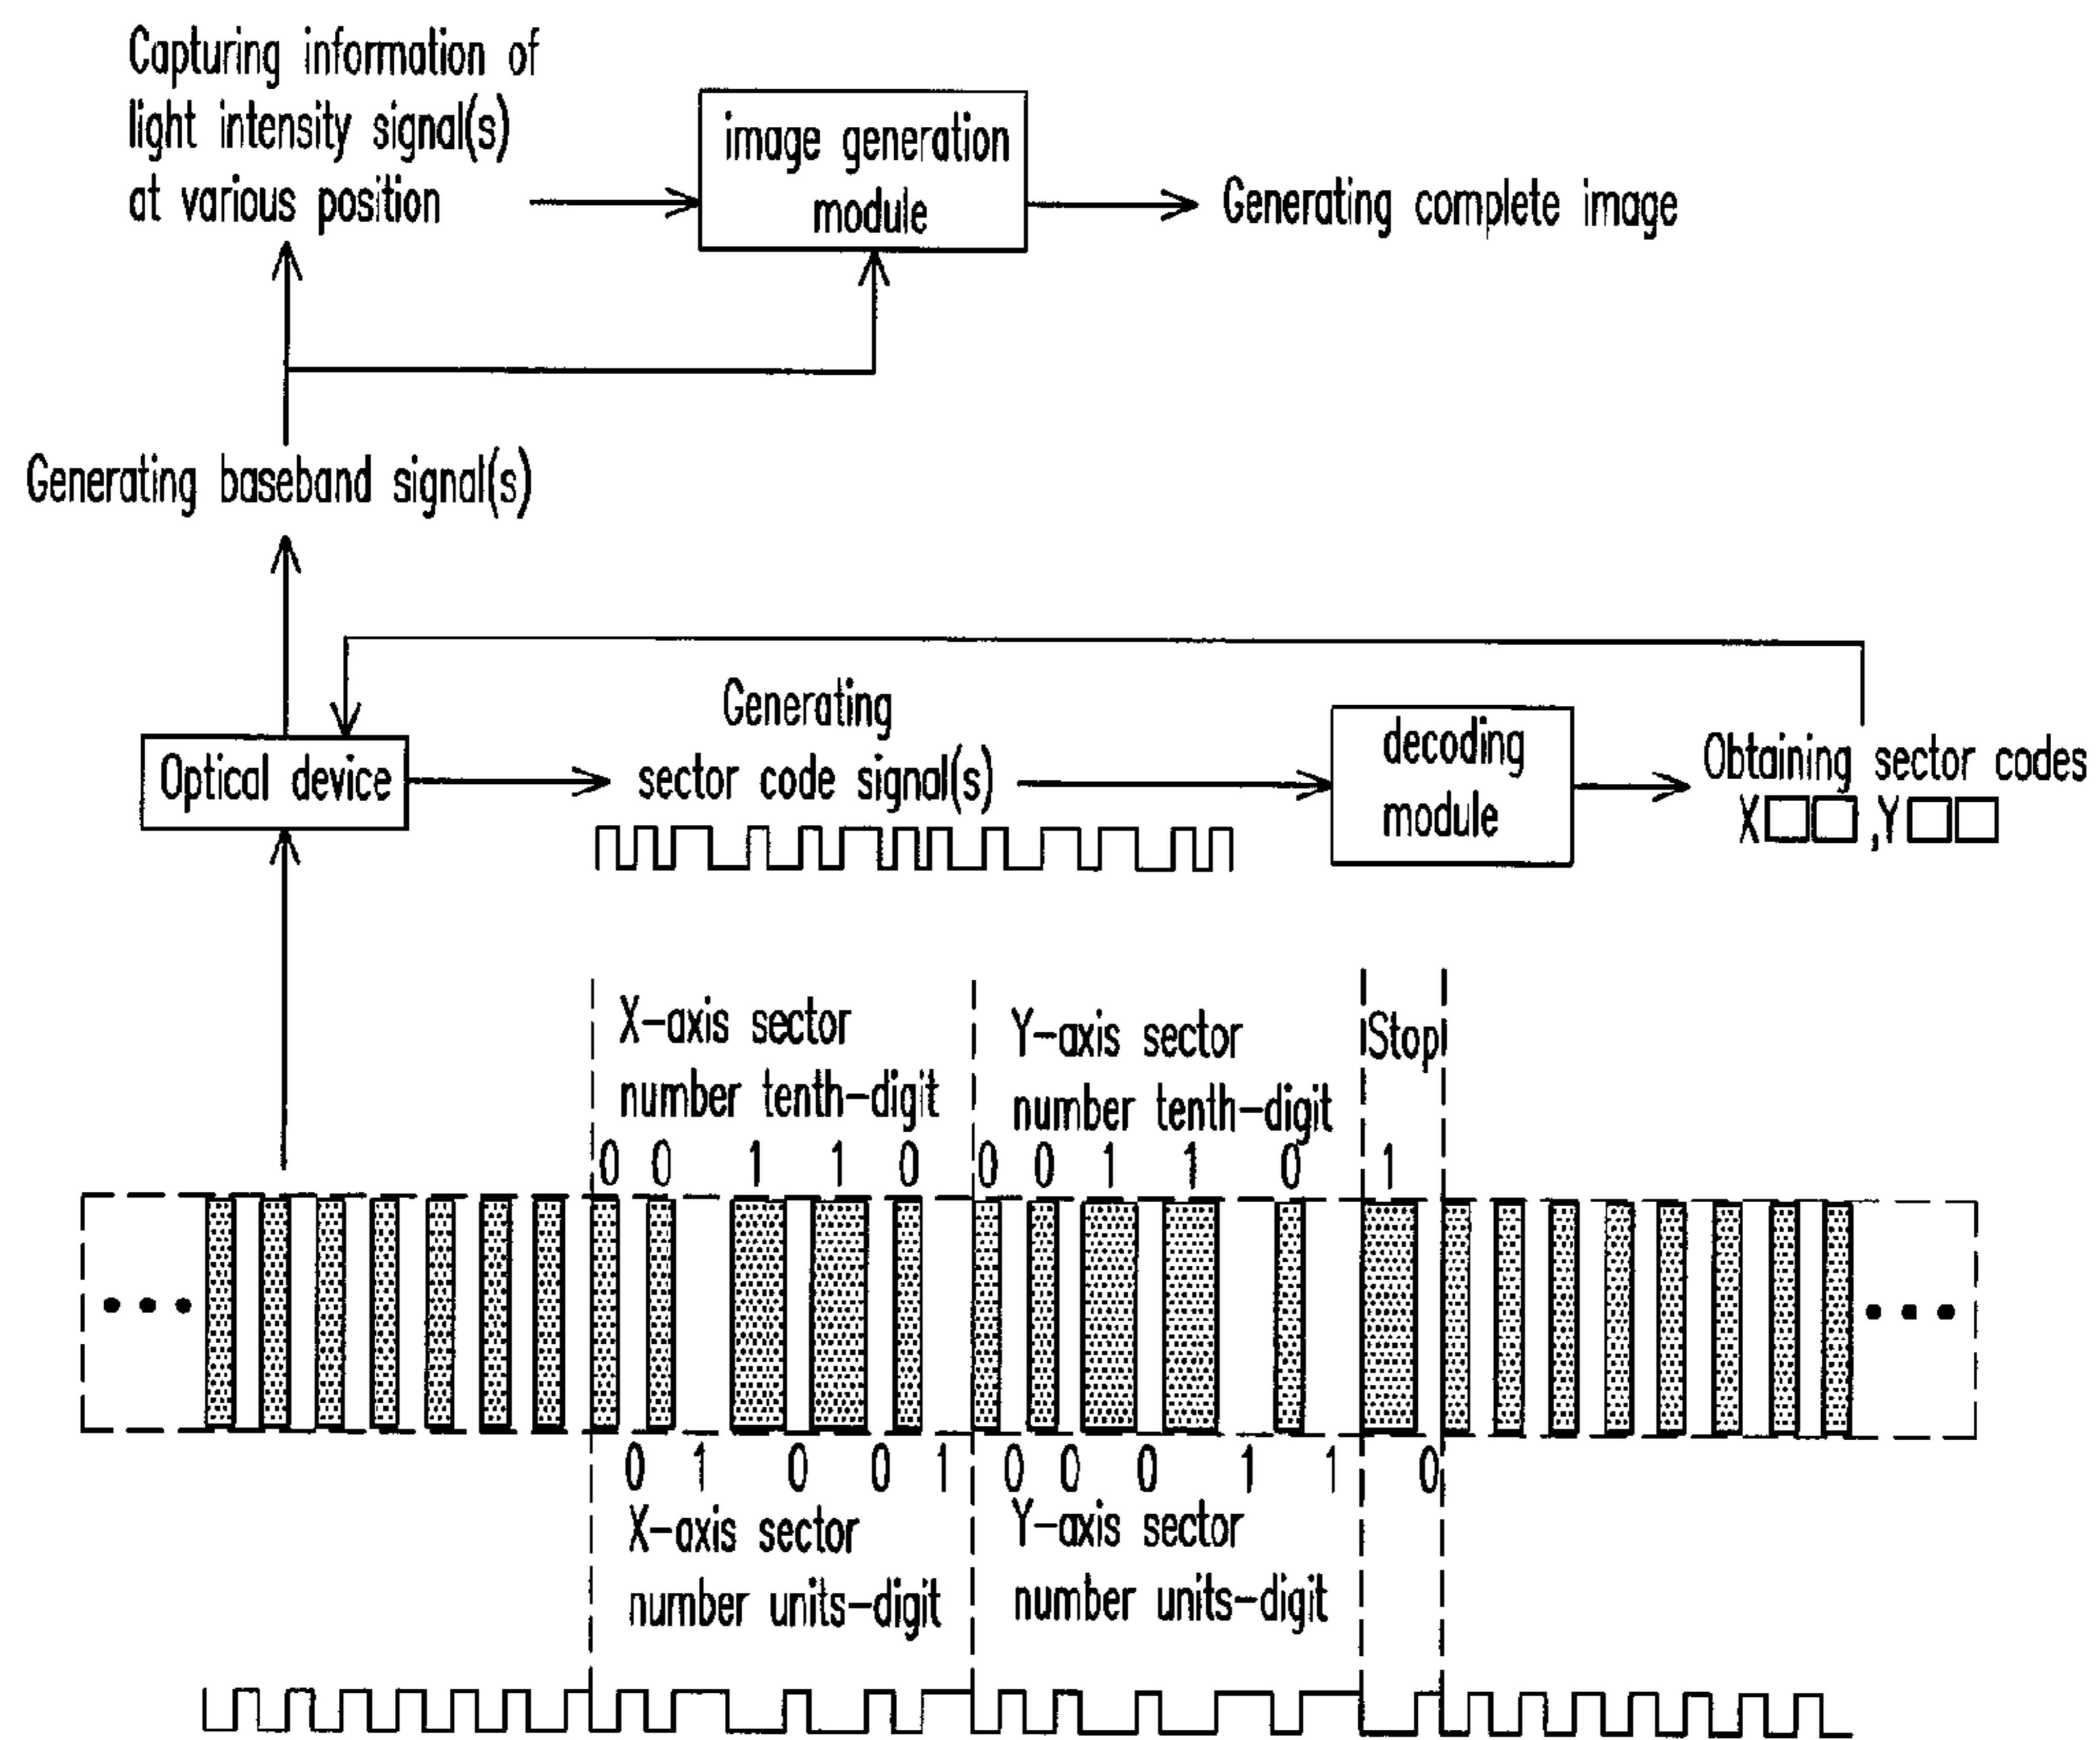 Capturing information of
light intensity signal(s)
at various position
image generation
module
Generating complete image
Generating baseband signal(s)
Optical device
Generating
sector code signal(s)
decoding
module
Obtaining sector codes
X□□,Y□□
X-axis sector
number tenth-digit
Y-axis sector
number tenth-digit
Stop
0 0 1 1 0 0 0 1 1 0 1
0 1 0 0 1 0 0 0 1 1 0
X-axis sector
number units-digit
Y-axis sector
number units-digit